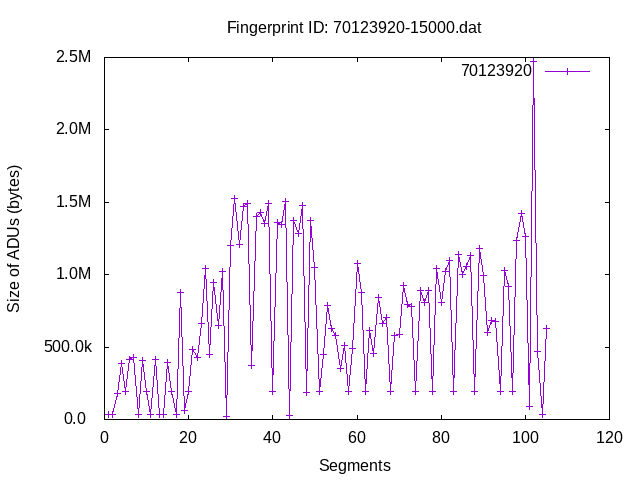 Fingerprint ID: 70123920-15000.dat
2.5M
70123920
2.0M
Size of ADUs (bytes)
1.5M
1.0M
500.0k
0.0
0 20 40 60 80 100 120
Segments